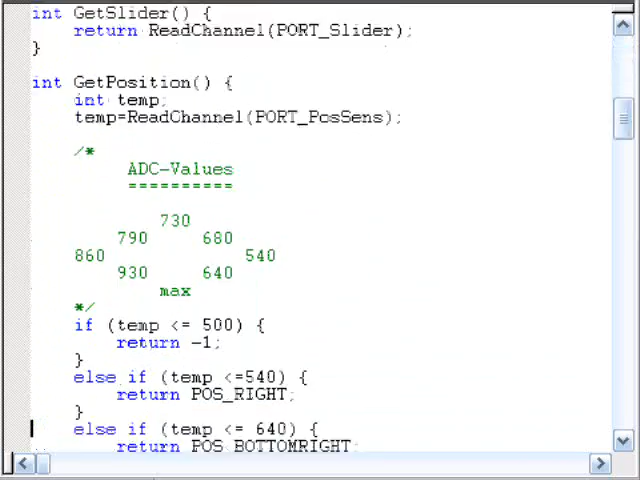 int GetSlider() {
return ReadChannel(PORT_Slider);
}
int GetPosition() {
int temp;
temp=ReadChannel(PORT_PosSens);
/*
ADC-Values
==========
730
790 680
860 540
930 640
max
*/
if (temp <= 500) {
return -1;
}
else if (temp <=540) {
return POS_RIGHT;
}
else if (temp <= 640) {
return POS_BOTTOMRIGHT;